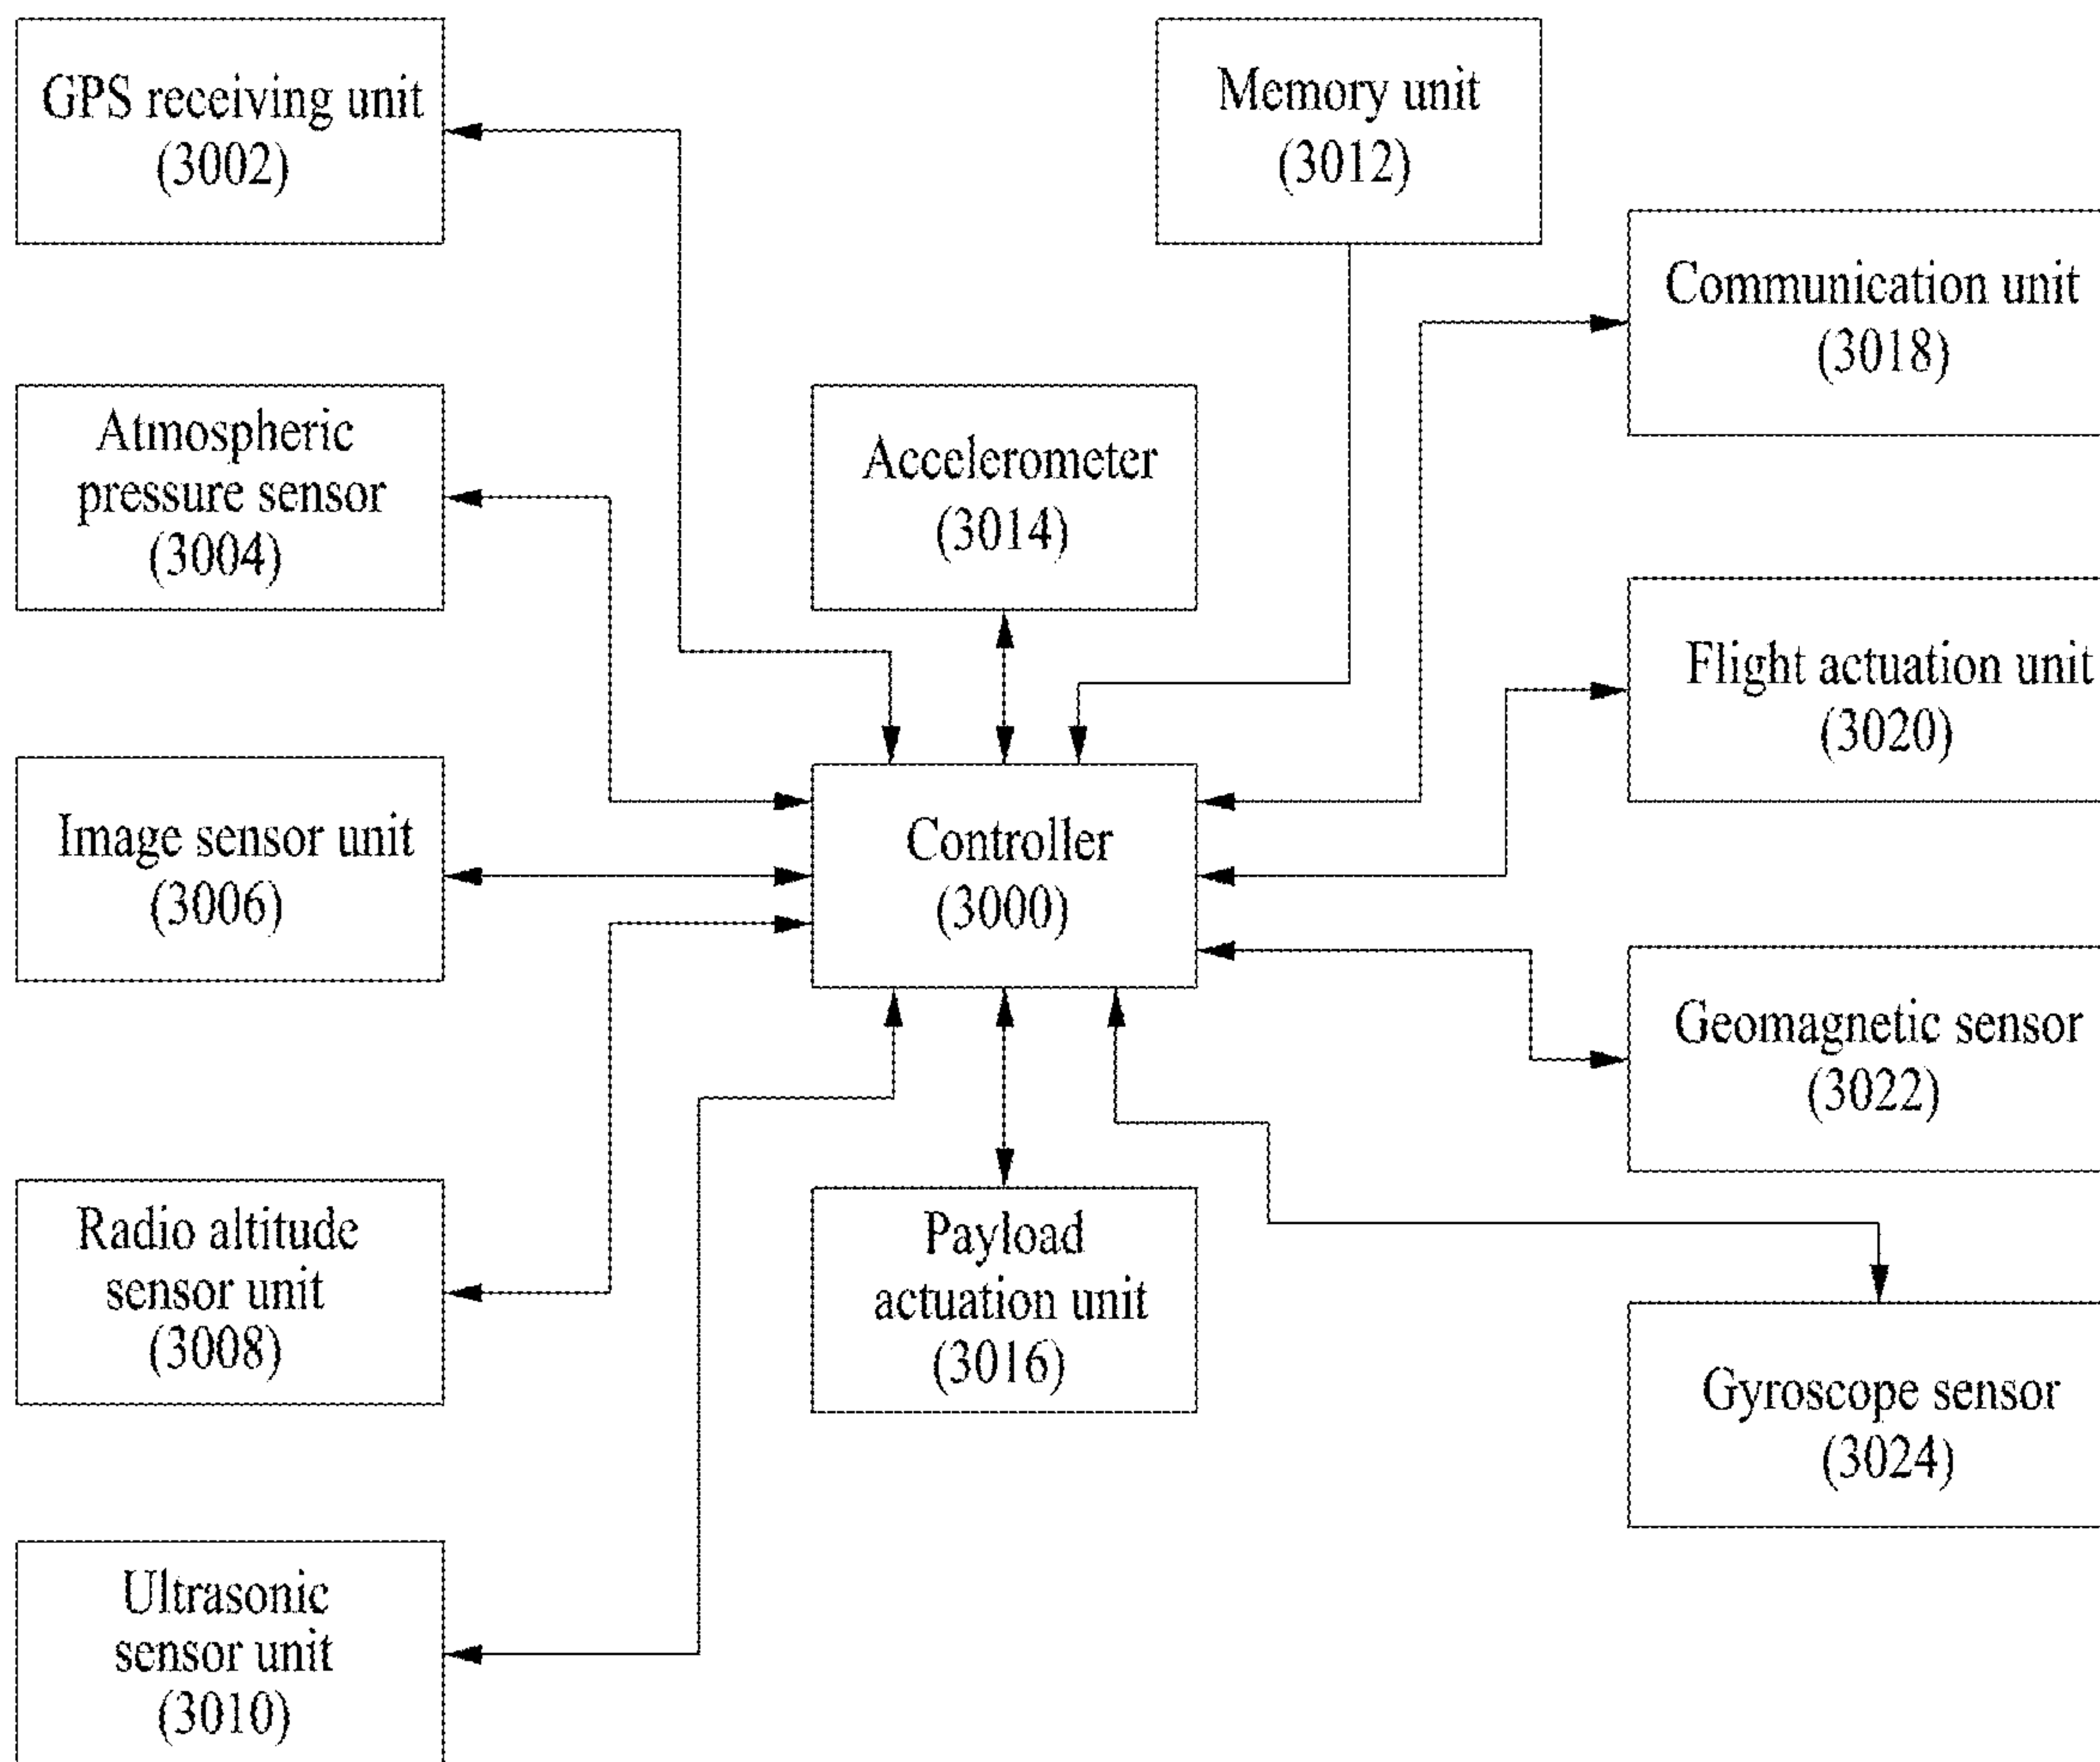 GPS receiving unit
(3002)
Memory unit
(3012)
Communication unit
(3018)
Atmospheric
pressure sensor
(3004)
Accelerometer
(3014)
Flight actuation unit
(3020)
Image sensor unit
(3006)
Controller
(3000)
Geomagnetic sensor
(3022)
Radio altitude
sensor unit
(3008)
Payload
actuation unit
(3016)
Gyroscope sensor
(3024)
Ultrasonic
sensor unit
(3010)